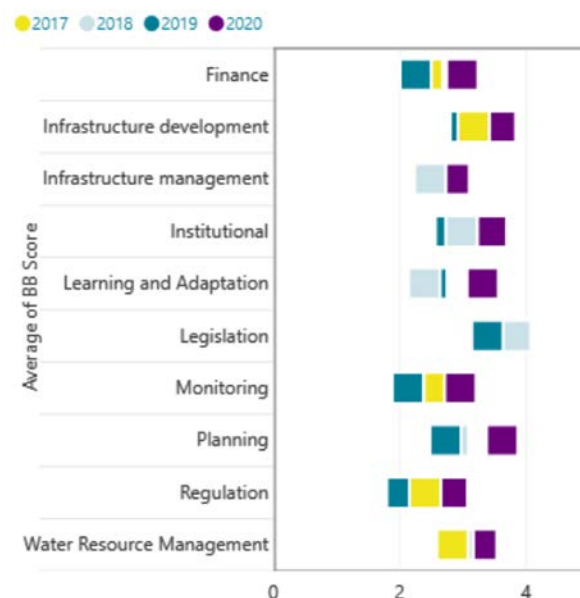 2017 2018 2019 2020
Finance
Infrastructure development
Infrastructure management
Institutional
Learning and Adaptation
Legislation
Monitoring
Planning
Regulation
Water Resource Management
Average of BB Score
0 2 4